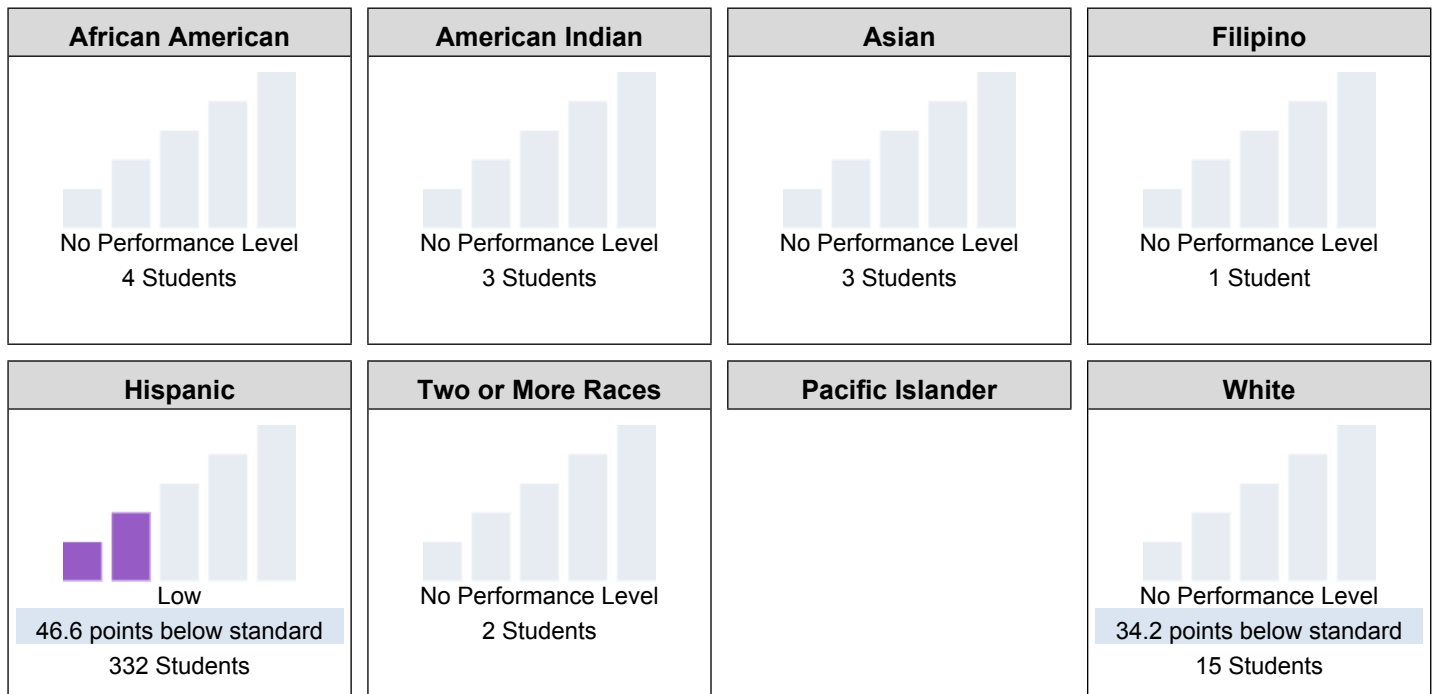 African American
No Performance Level
4 Students
American Indian
No Performance Level
3 Students
Asian
No Performance Level
3 Students
Filipino
No Performance Level
1 Student
Hispanic
Low
46.6 points below standard
332 Students
Two or More Races
No Performance Level
2 Students
Pacific Islander
White
No Performance Level
34.2 points below standard
15 Students